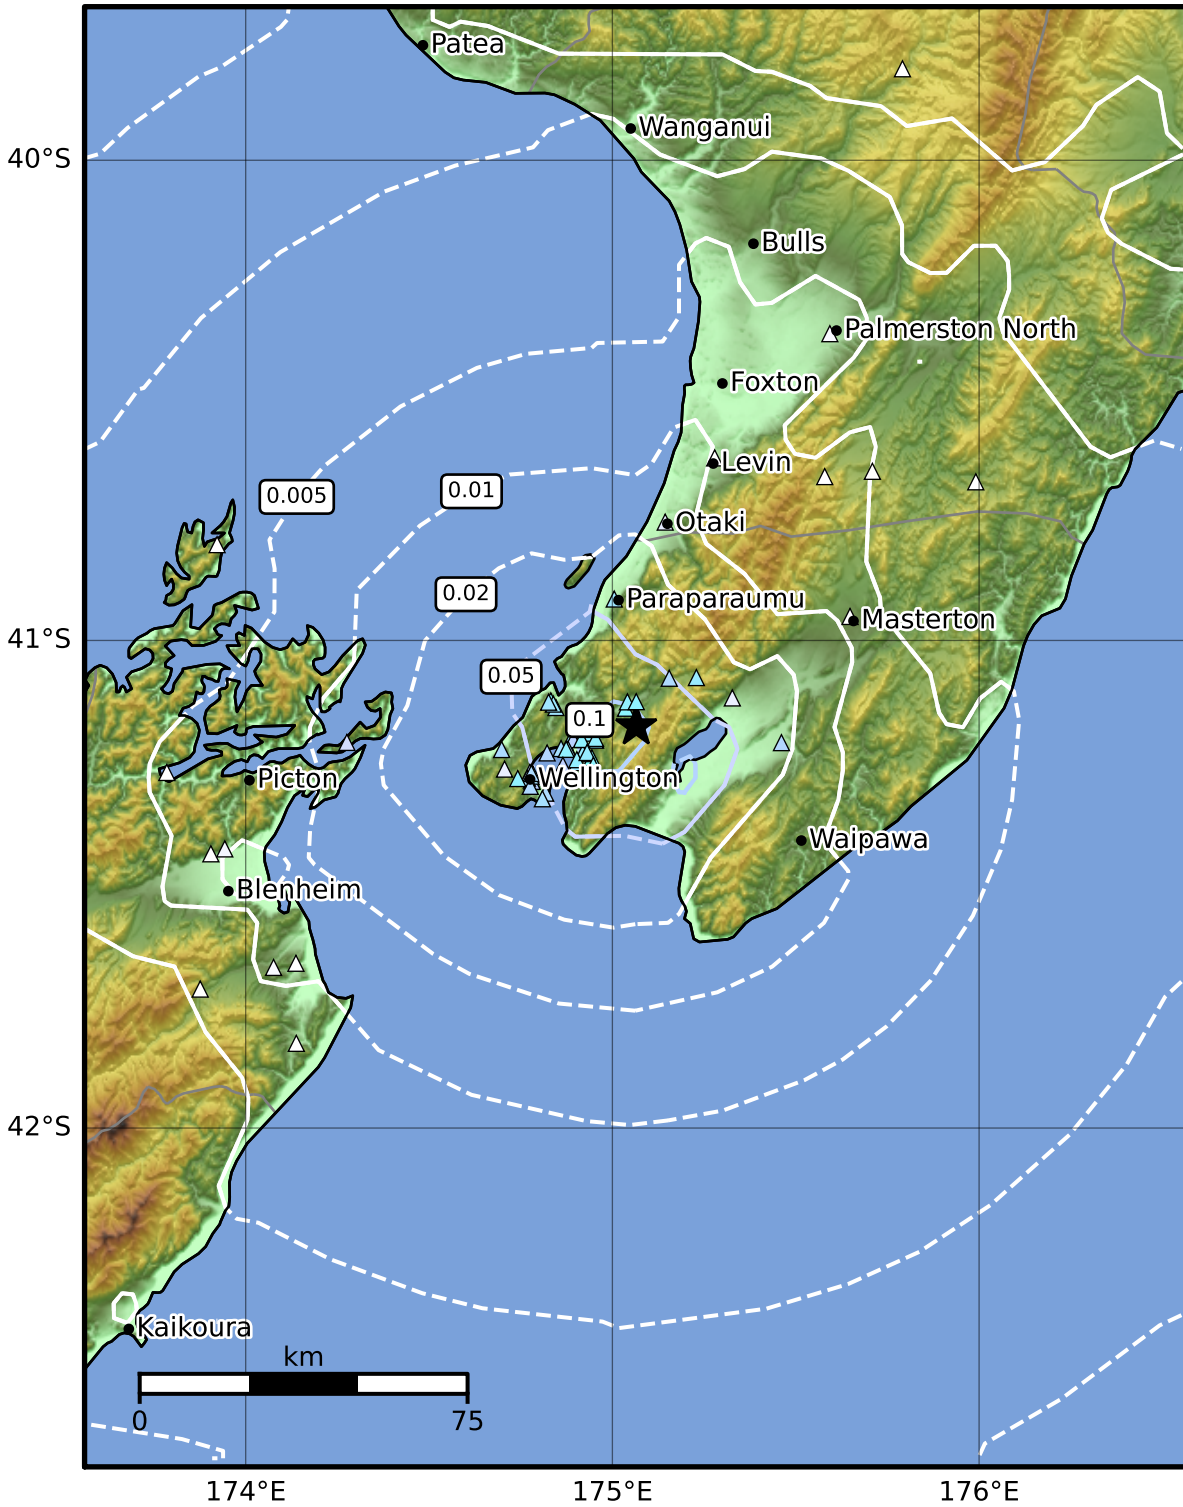 Patea
Wanganui
40°S
Bulls
Palmerston North
Foxton
Levin
0.005
0.01
Otaki
0.02
Paraparaumu
Masterton
41°S
0.05
0.1
Picton
Wellington
Waipawa
Blenheim
42°S
Kaikoura
km
0
75
174°E
175°E
176°E